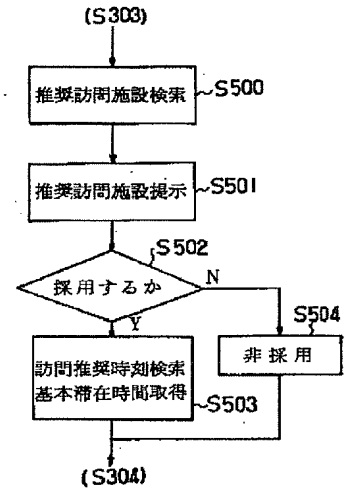 (S303)
推奨訪問施設検索
S500
推奨訪問施設提示
S501
S502
採用するか
N
Y
S504
非採用
訪問推奨時刻検索
基本滞在時間取得
S503
(S304)